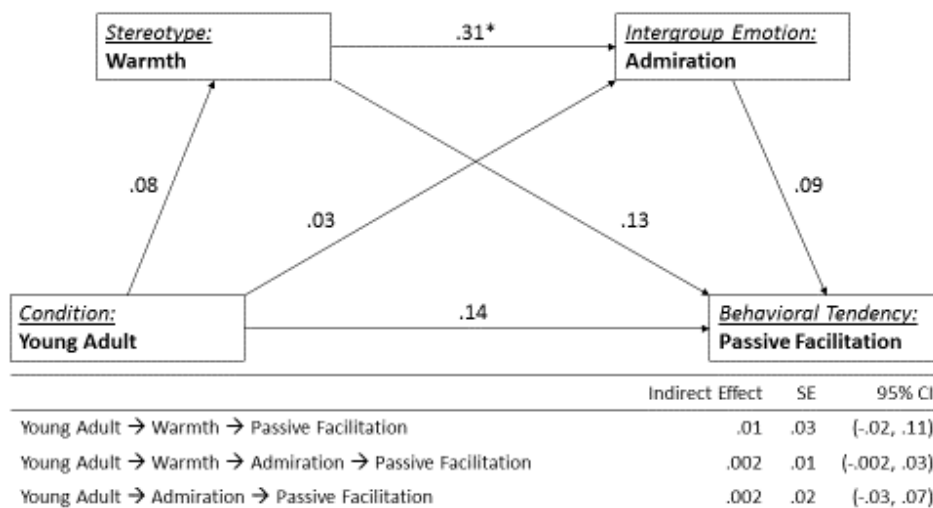 Stereotype:
Warmth
.31*
Intergroup Emotion:
Admiration
.08
.03
.13
.09
Condition:
Young Adult
.14
Behavioral Tendency:
Passive Facilitation
Indirect Effect SE 95% CI
Young Adult → Warmth → Passive Facilitation .01 .03 (-.02, .11)
Young Adult → Warmth → Admiration → Passive Facilitation .002 .01 (-.002, .03)
Young Adult → Admiration → Passive Facilitation .002 .02 (-.03, .07)